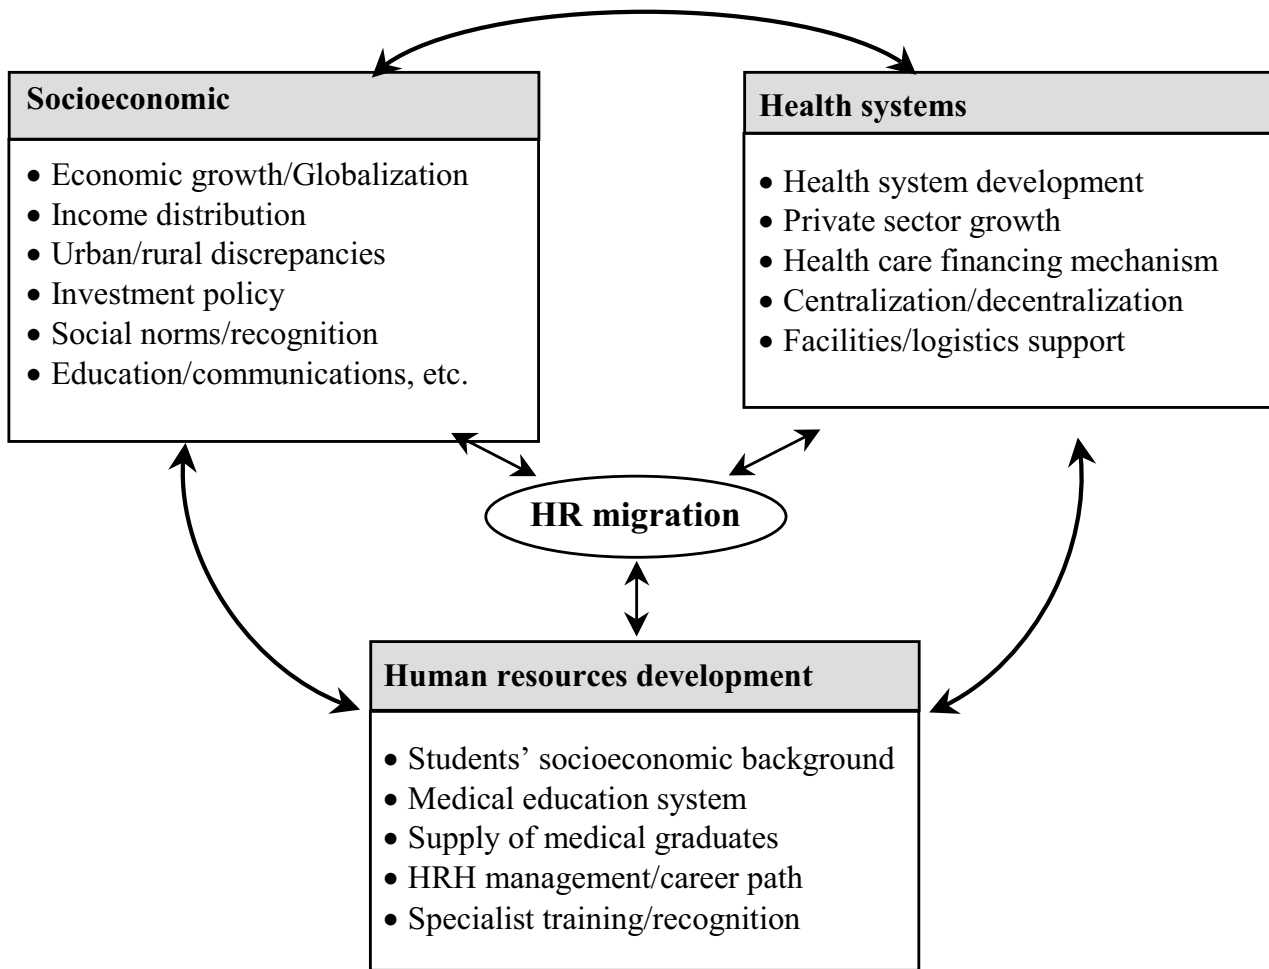 Socioeconomic
• Economic growth/Globalization
• Income distribution
• Urban/rural discrepancies
• Investment policy
• Social norms/recognition
• Education/communications, etc.
Health systems
• Health system development
• Private sector growth
• Health care financing mechanism
• Centralization/decentralization
• Facilities/logistics support
HR migration
Human resources development
• Students’ socioeconomic background
• Medical education system
• Supply of medical graduates
• HRH management/career path
• Specialist training/recognition